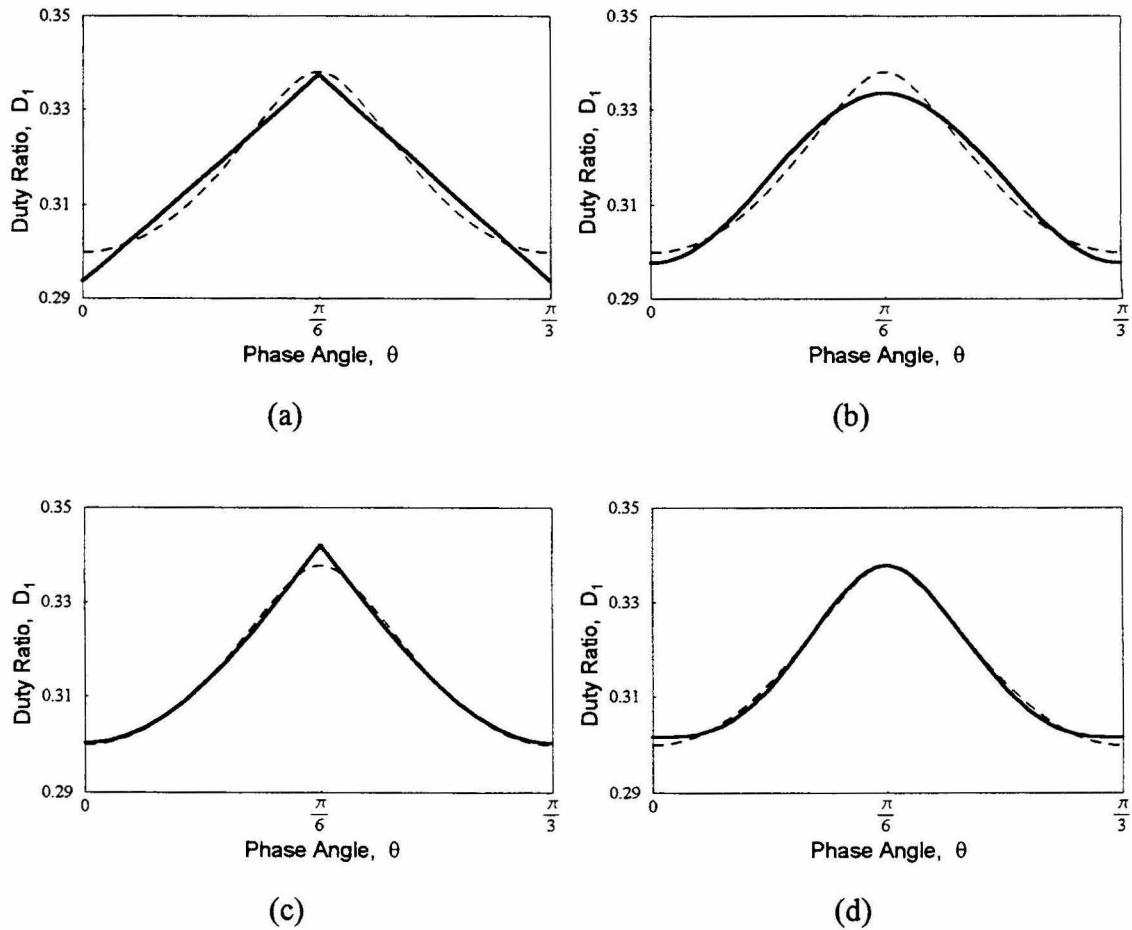 0.35
0.33
0.31
0.29
Duty Ratio, D₁
0
π/6
π/3
Phase Angle, θ
(a)
0.35
0.33
0.31
0.29
Duty Ratio, D₁
0
π/6
π/3
Phase Angle, θ
(b)
0.35
0.33
0.31
0.29
Duty Ratio, D₁
0
π/6
π/3
Phase Angle, θ
(c)
0.35
0.33
0.31
0.29
Duty Ratio, D₁
0
π/6
π/3
Phase Angle, θ
(d)